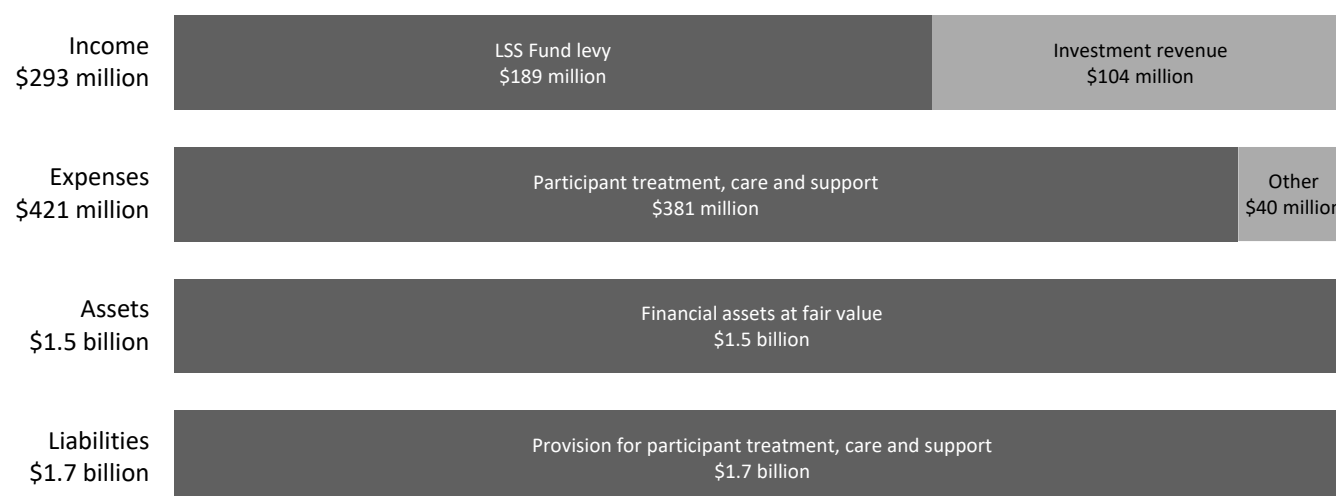 Income
$293 million
LSS Fund levy
$189 million
Investment revenue
$104 million
Expenses
$421 million
Participant treatment, care and support
$381 million
Other
$40 million
Assets
$1.5 billion
Financial assets at fair value
$1.5 billion
Liabilities
$1.7 billion
Provision for participant treatment, care and support
$1.7 billion